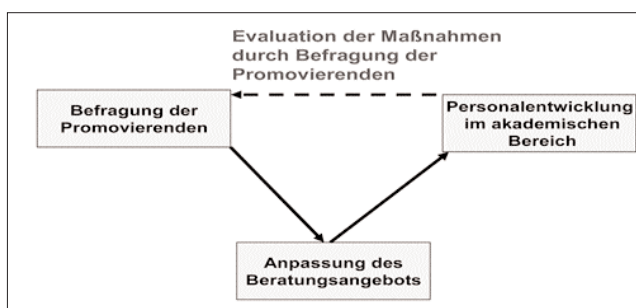 Evaluation der Maßnahmen
durch Befragung der
Promovierenden
Befragung der
Promovierenden
Personalentwicklung
im akademischen
Bereich
Anpassung des
Beratungsangebots